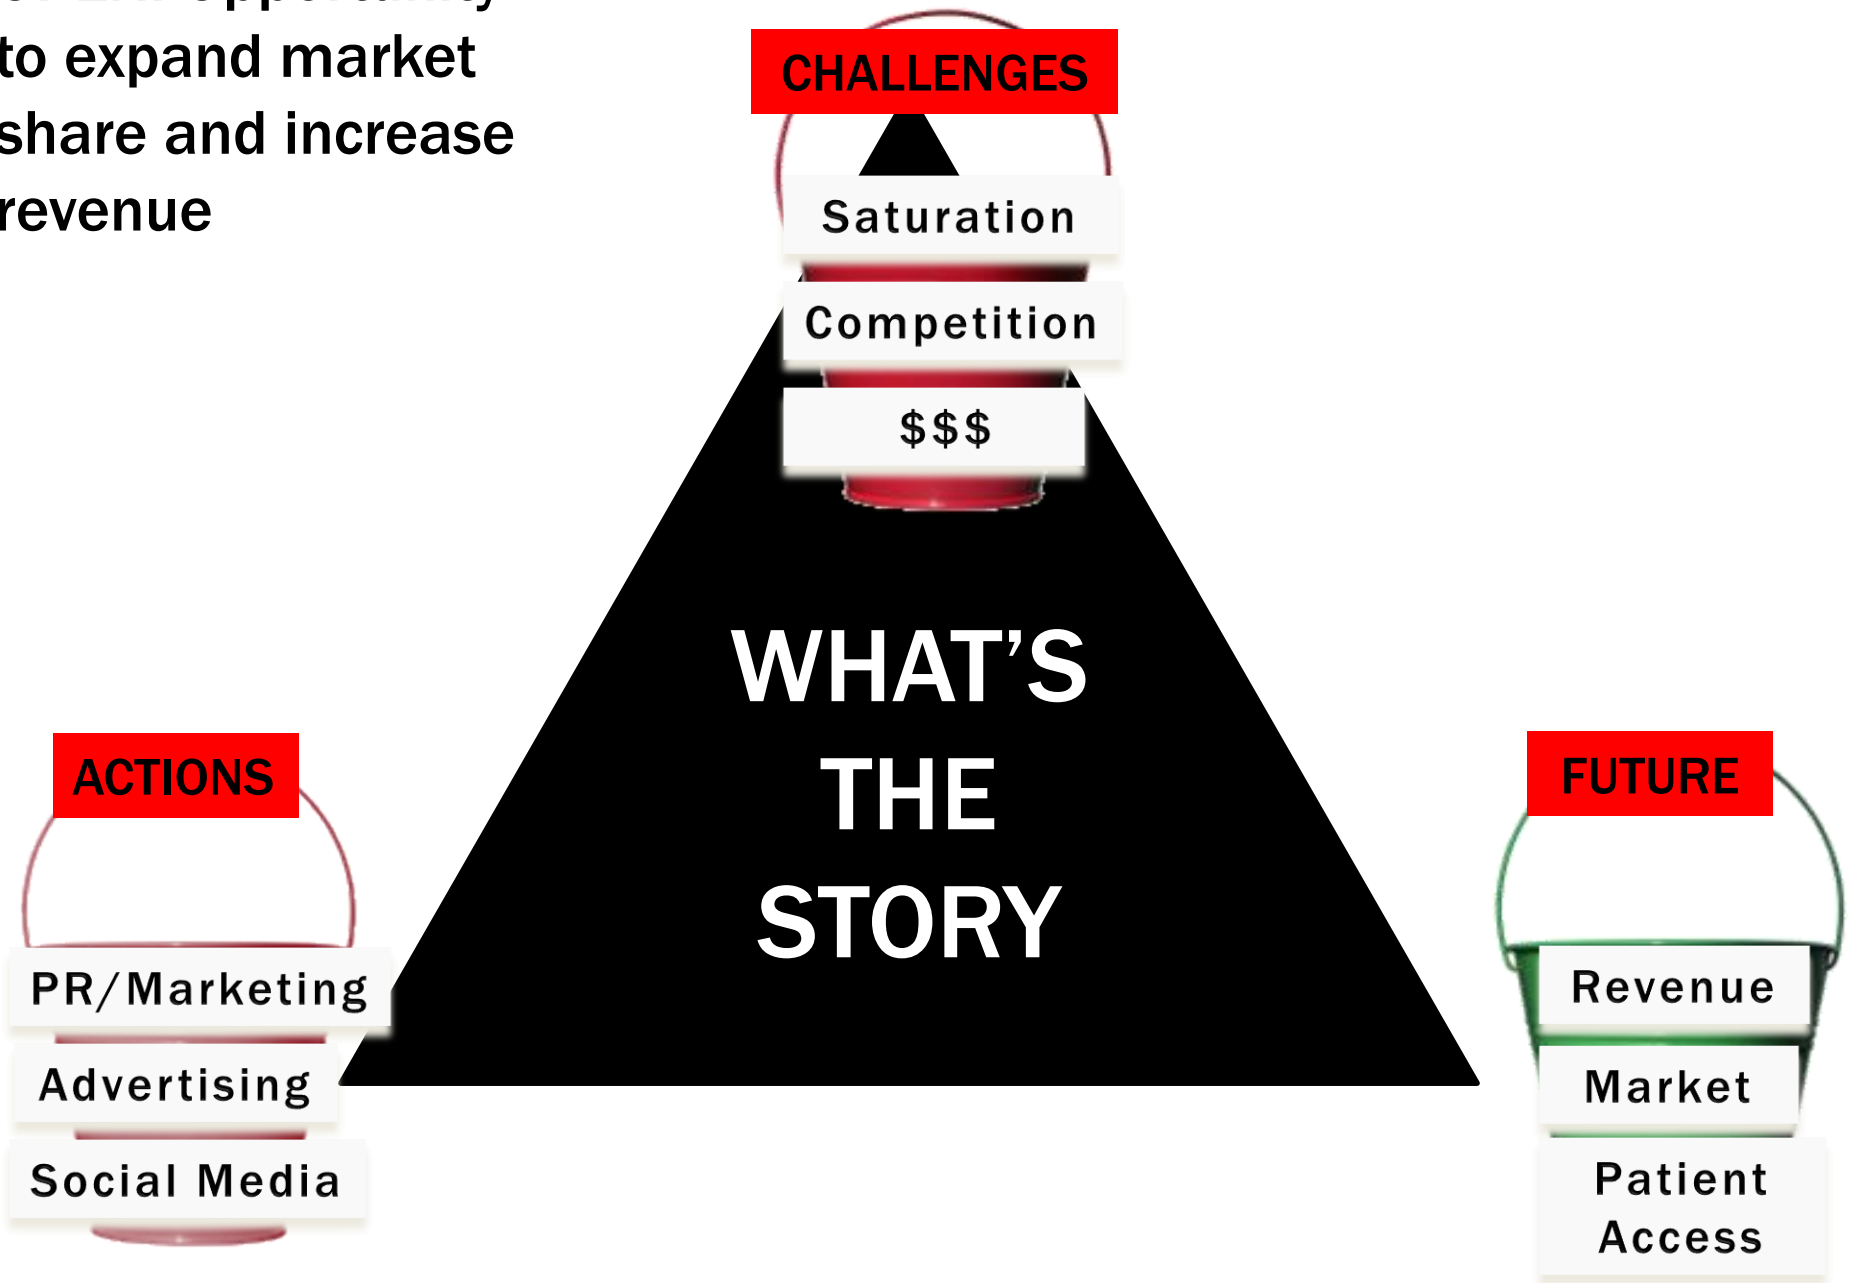 to expand market
share and increase
revenue
CHALLENGES
Saturation
Competition
$$$
WHAT’S
THE
STORY
ACTIONS
PR/Marketing
Advertising
Social Media
FUTURE
Revenue
Market
Patient
Access